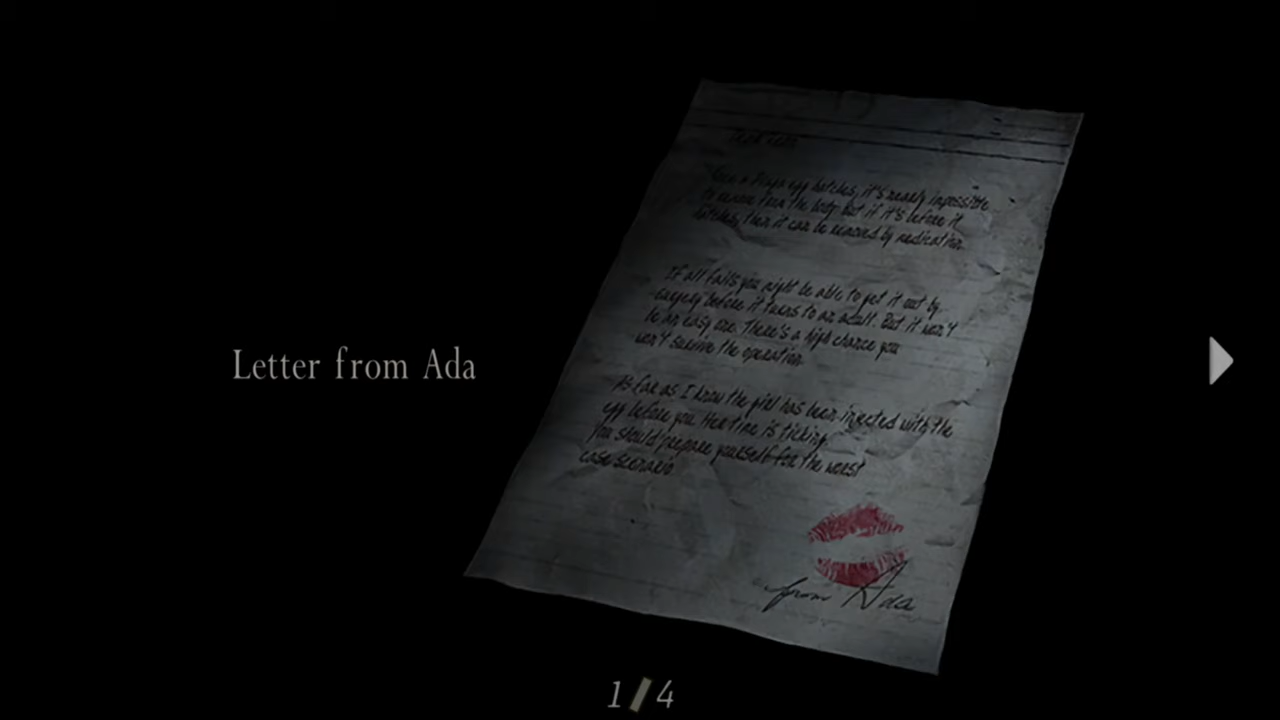 Letter from Ada
Dear Leon
Once a Plaga egg hatches, it's nearly impossible
to remove from the body. but if it's before it
hatches, then it can be removed by medication.
If all fails you might be able to get it out by
surgery before it turns to an adult. But it won't
be an easy one. There's a high chance you
won't survive the operation.
As far as I know the girl has been injected with the
egg before you. Her time is ticking.
You should prepare yourself for the worst
case scenario
from Ada
1/4